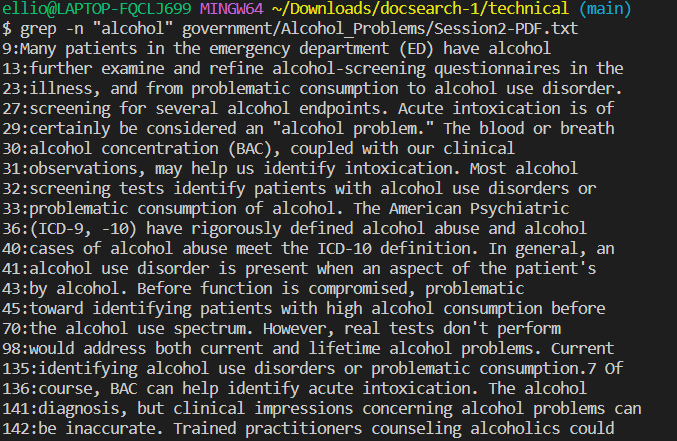 ellio@LAPTOP-FQCLJ699 MINGW64 ~/Downloads/docsearch-1/technical (main)
$ grep -n "alcohol" government/Alcohol_Problems/Session2-PDF.txt
9:Many patients in the emergency department (ED) have alcohol
13:further examine and refine alcohol-screening questionnaires in the
23:illness, and from problematic consumption to alcohol use disorder.
27:screening for several alcohol endpoints. Acute intoxication is of
29:certainly be considered an "alcohol problem." The blood or breath
30:alcohol concentration (BAC), coupled with our clinical
31:observations, may help us identify intoxication. Most alcohol
32:screening tests identify patients with alcohol use disorders or
33:problematic consumption of alcohol. The American Psychiatric
36:(ICD-9, -10) have rigorously defined alcohol abuse and alcohol
40:cases of alcohol abuse meet the ICD-10 definition. In general, an
41:alcohol use disorder is present when an aspect of the patient's
43:by alcohol. Before function is compromised, problematic
45:toward identifying patients with high alcohol consumption before
70:the alcohol use spectrum. However, real tests don't perform
98:would address both current and lifetime alcohol problems. Current
135:identifying alcohol use disorders or problematic consumption.7 Of
136:course, BAC can help identify acute intoxication. The alcohol
141:diagnosis, but clinical impressions concerning alcohol problems can
142:be inaccurate. Trained practitioners counseling alcoholics could